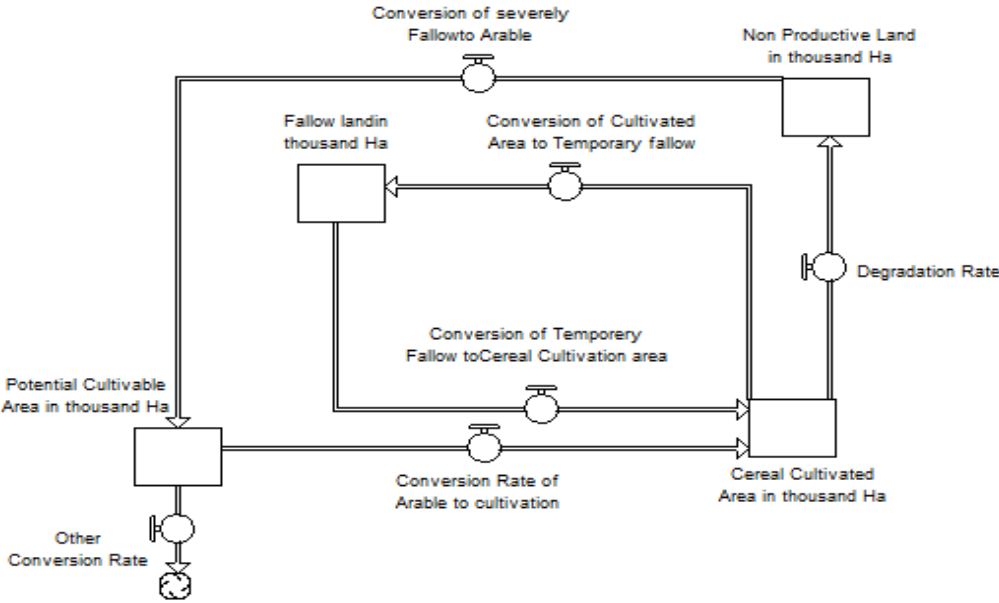 Conversion of severely
Fallowto Arable
Non Productive Land
in thousand Ha
Fallow landin
thousand Ha
Conversion of Cultivated
Area to Temporary fallow
Degradation Rate
Conversion of Temporery
Fallow toCereal Cultivation area
Potential Cultivable
Area in thousand Ha
Conversion Rate of
Arable to cultivation
Cereal Cultivated
Area in thousand Ha
Other
Conversion Rate